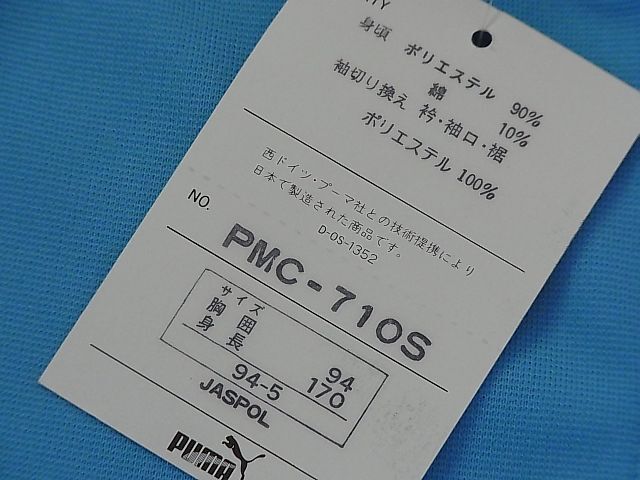 ITY
身頃 ポリエステル 90%
綿 10%
袖切り換え 衿・袖口・裾
ポリエステル 100%
西ドイツ・プーマ社との技術提携により
日本で製造された商品です。
D-OS-1352
NO.
PMC-710S
サイズ
胸囲 94
身長 170
94-5
JASPOL
PUMA